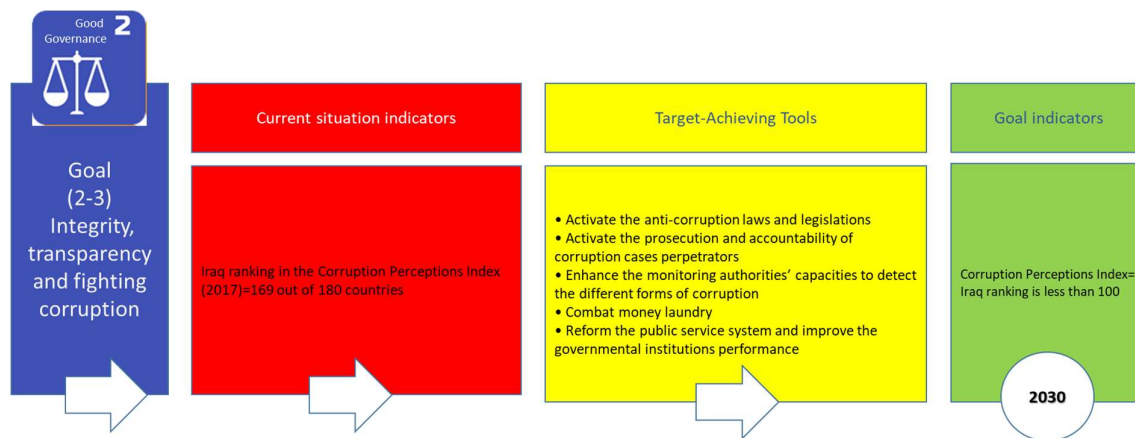 Good
Governance
2
Goal
(2-3)
Integrity,
transparency
and fighting
corruption
Current situation indicators
Iraq ranking in the Corruption Perceptions Index
(2017)=169 out of 180 countries
Target-Achieving Tools
• Activate the anti-corruption laws and legislations
• Activate the prosecution and accountability of
corruption cases perpetrators
• Enhance the monitoring authorities’ capacities to detect
the different forms of corruption
• Combat money laundry
• Reform the public service system and improve the
governmental institutions performance
Goal indicators
Corruption Perceptions Index=
Iraq ranking is less than 100
2030